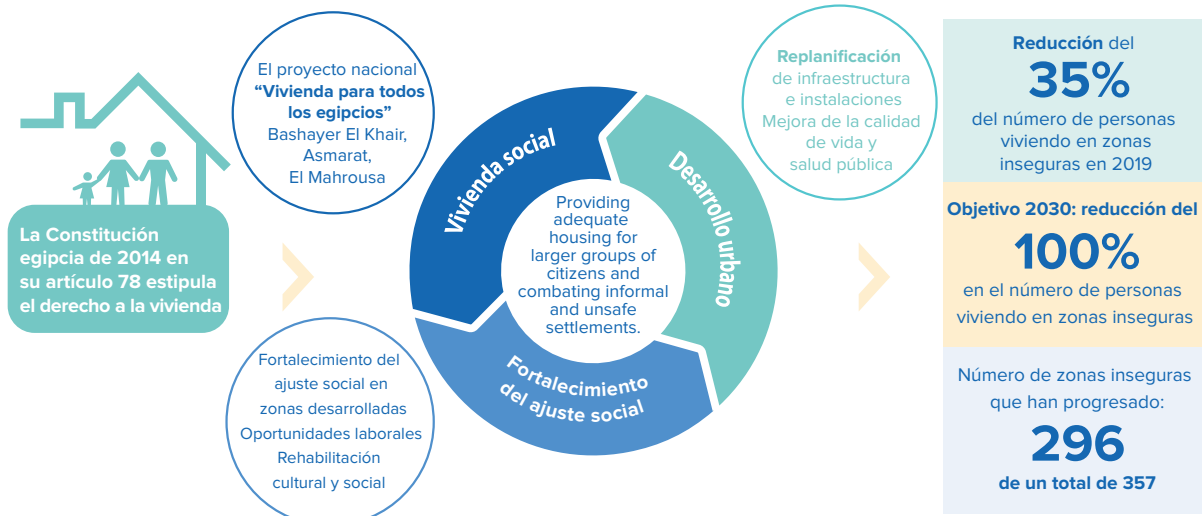 La Constitución
egipcia de 2014 en
su artículo 78 estipula
el derecho a la vivienda
El proyecto nacional
“Vivienda para todos
los egipcios”
Bashayer El Khair,
Asmarat,
El Mahrousa
Fortalecimiento del
ajuste social en
zonas desarrolladas
Oportunidades laborales
Rehabilitación
cultural y social
Vivienda social
Desarrollo urbano
Fortalecimiento
del ajuste social
Providing
adequate
housing for
larger groups of
citizens and
combating informal
and unsafe
settlements.
Replanificación
de infraestructura
e instalaciones
Mejora de la calidad
de vida y
salud pública
Reducción del
35%
del número de personas
viviendo en zonas
inseguras en 2019
Objetivo 2030: reducción del
100%
en el número de personas
viviendo en zonas inseguras
Número de zonas inseguras
que han progresado:
296
de un total de 357